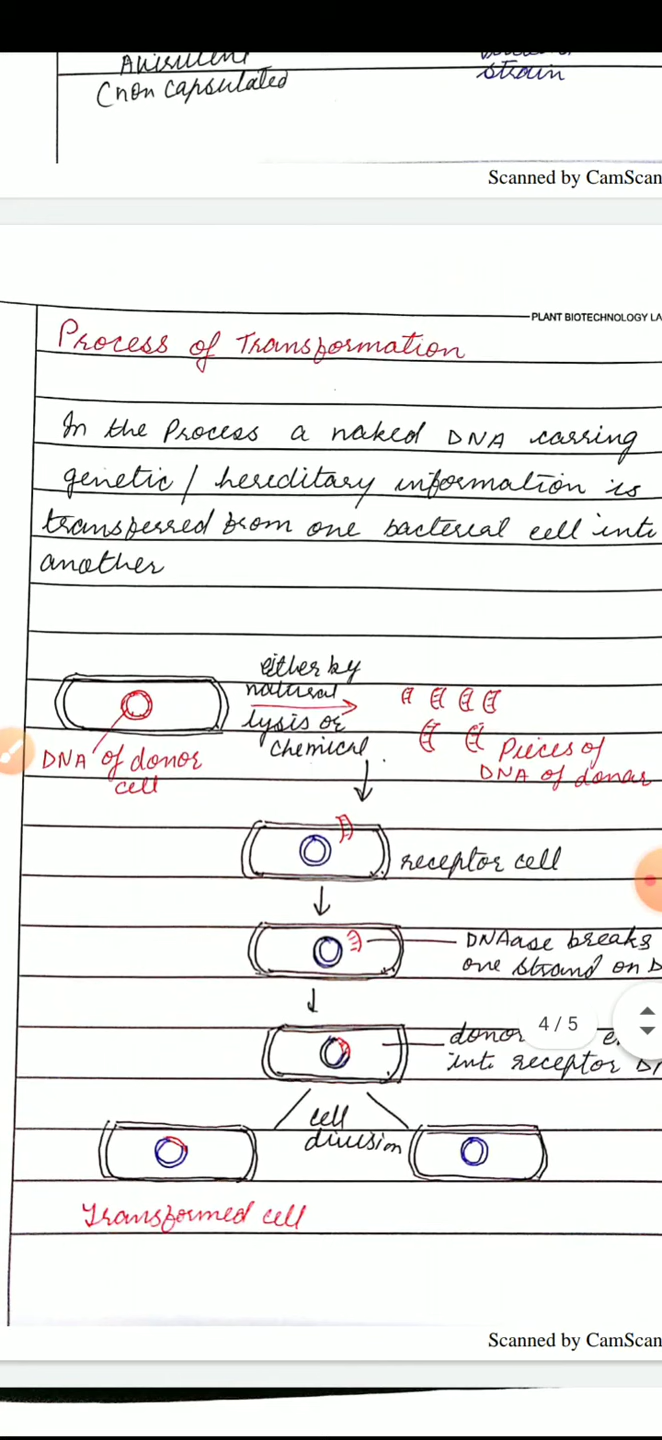 Avirulent
(non capsulated
strain
Scanned by CamScan
PLANT BIOTECHNOLOGY LA
Process of Transformation
In the Process a naked DNA carring
genetic/hereditary information is
transferred from one bacterial cell into
another
either by
natural
lysis or
chemical.
DNA of donor
cell
Pieces of
DNA of donar
receptor cell
DNAase breaks
one strand on D
donor
4 / 5
into receptor
cell
division
Transformed cell
Scanned by CamScan